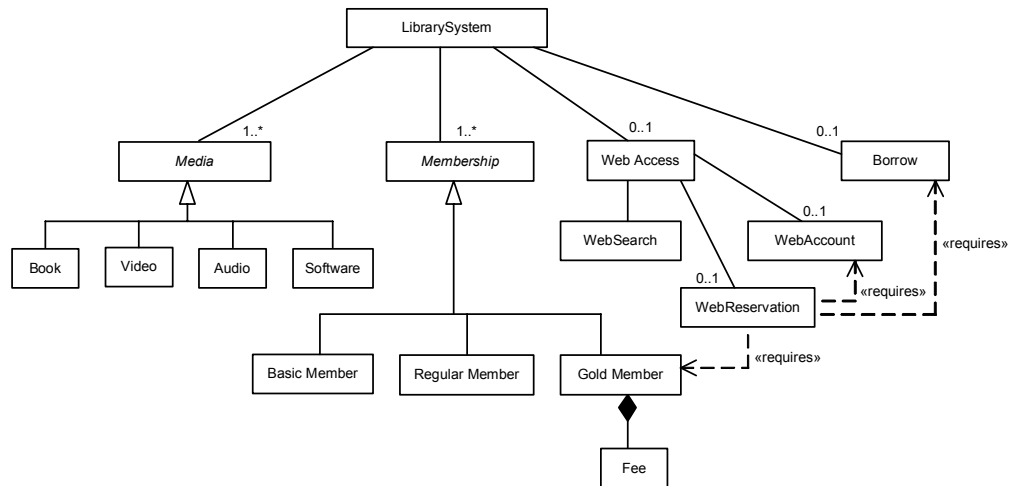 LibrarySystem
1..*
1..*
0..1
0..1
Media
Membership
Web Access
Borrow
0..1
WebSearch
WebAccount
«requires»
Book
Video
Audio
Software
0..1
«requires»
WebReservation
«requires»
Basic Member
Regular Member
Gold Member
Fee